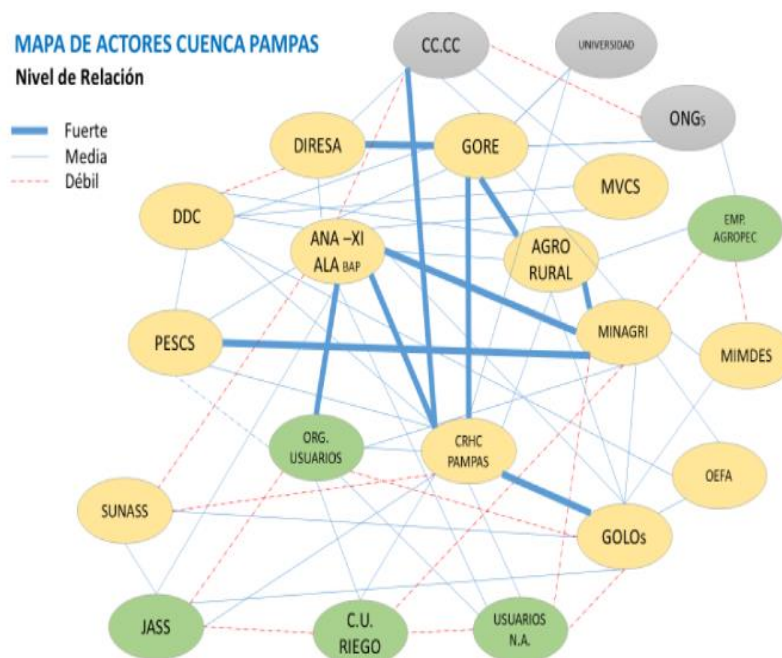 MAPA DE ACTORES CUENCA PAMPAS
Nivel de Relación
Fuerte
Media
Débil
CC.CC
UNIVERSIDAD
ONGs
DIRESA
GORE
MVCS
DDC
ANA –XI
ALA BAP
AGRO
RURAL
EMP.
AGROPEC
PESCS
MINAGRI
MIMDES
ORG.
USUARIOS
CRHC
PAMPAS
OEFA
SUNASS
GOLOs
JASS
C.U.
RIEGO
USUARIOS
N.A.